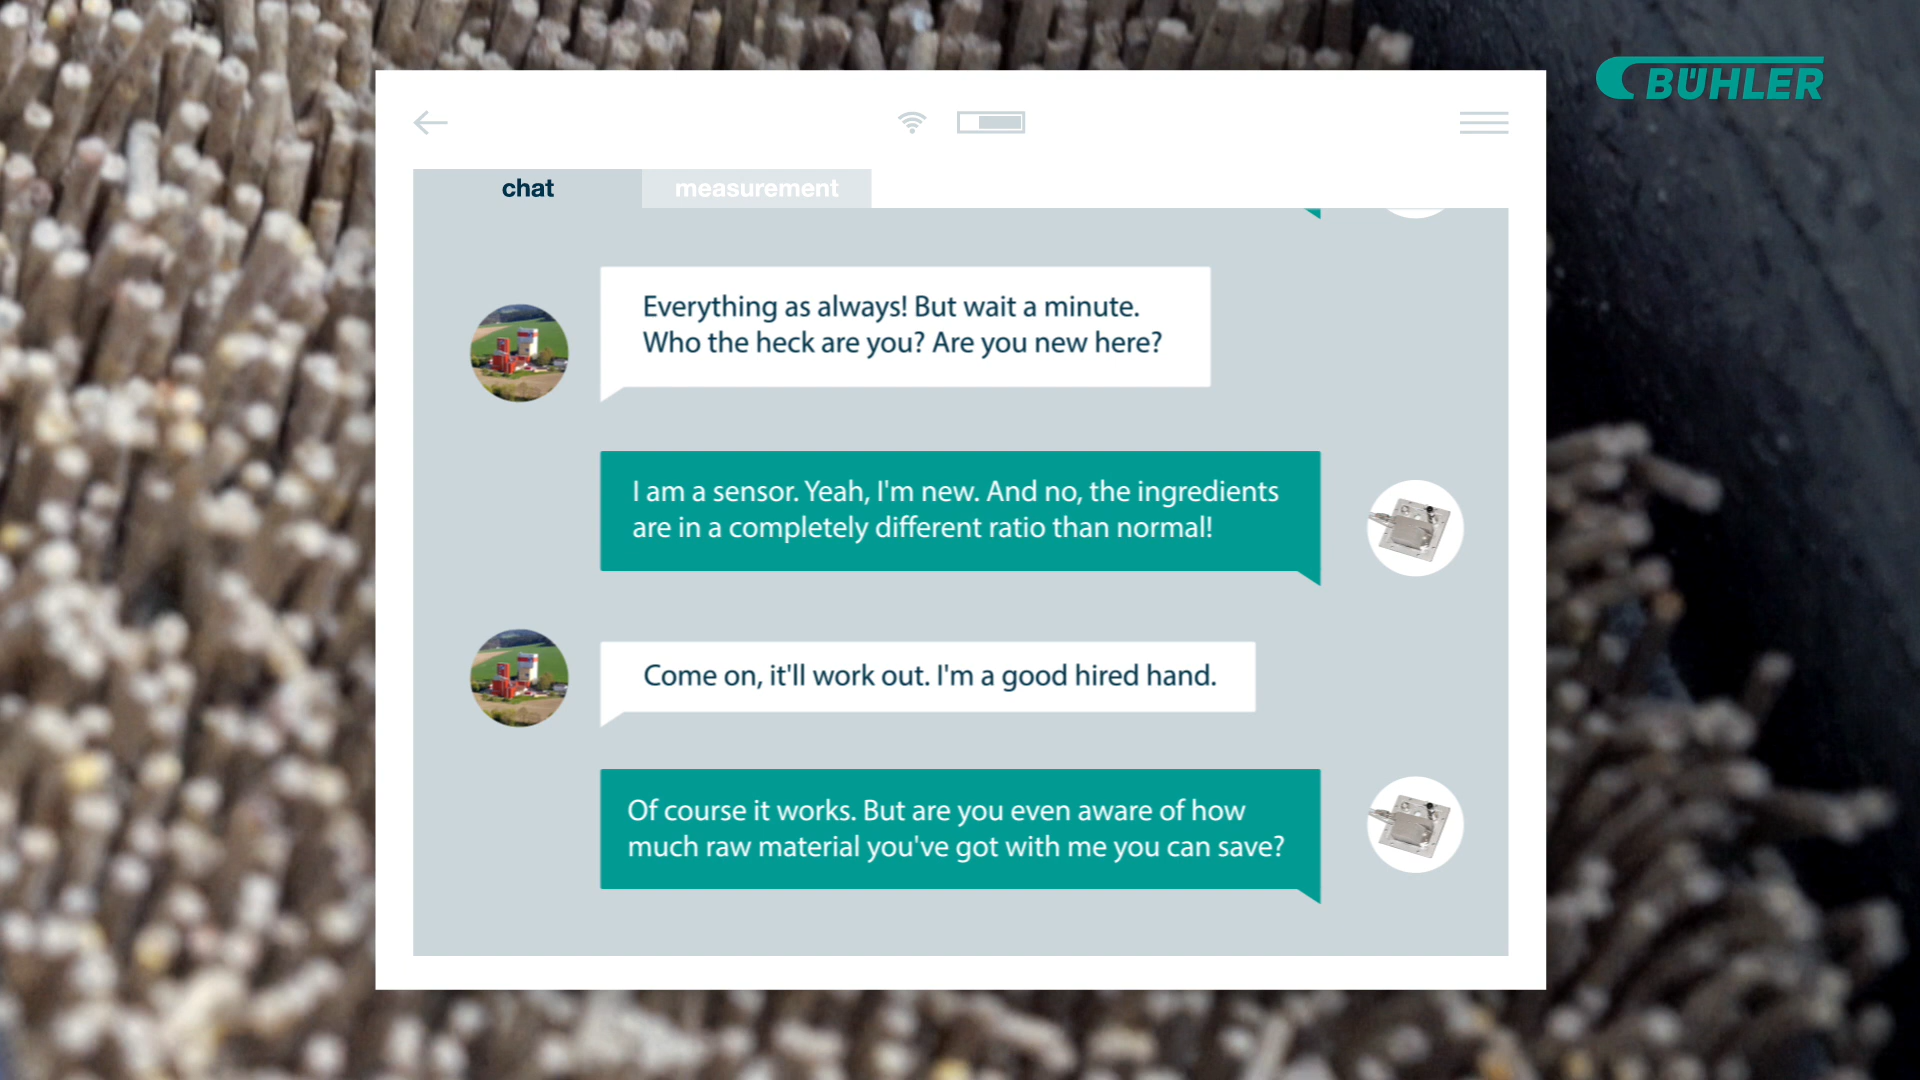 BÜHLER
chat
measurement
Everything as always! But wait a minute.
Who the heck are you? Are you new here?
I am a sensor. Yeah, I'm new. And no, the ingredients
are in a completely different ratio than normal!
Come on, it'll work out. I'm a good hired hand.
Of course it works. But are you even aware of how
much raw material you've got with me you can save?